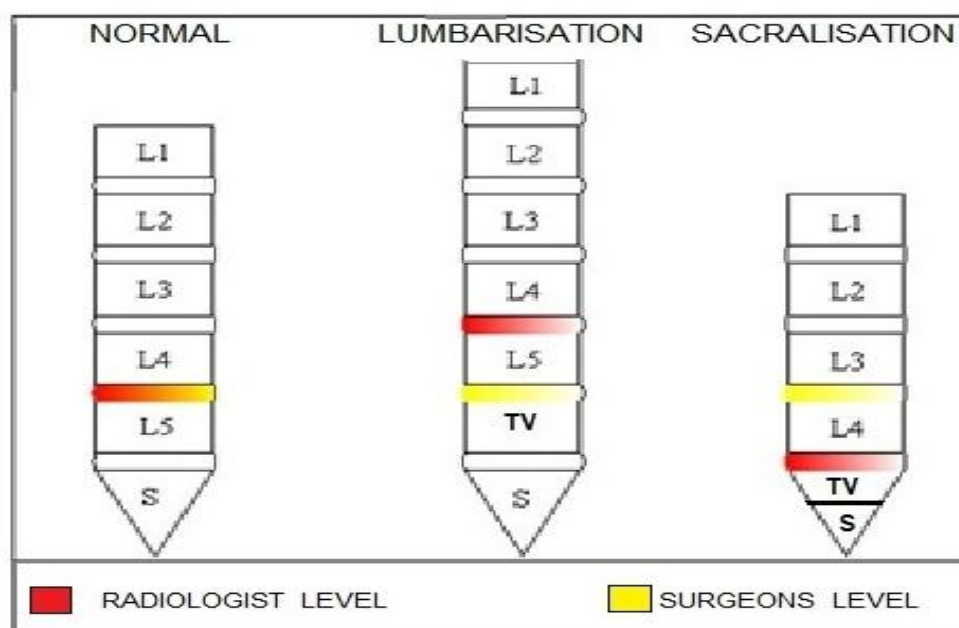 NORMAL
LUMBARISATION
SACRALISATION
L1
L2
L3
L4
L5
S
L1
L2
L3
L4
L5
TV
S
L1
L2
L3
L4
TV
S
RADIOLOGIST LEVEL
SURGEONS LEVEL